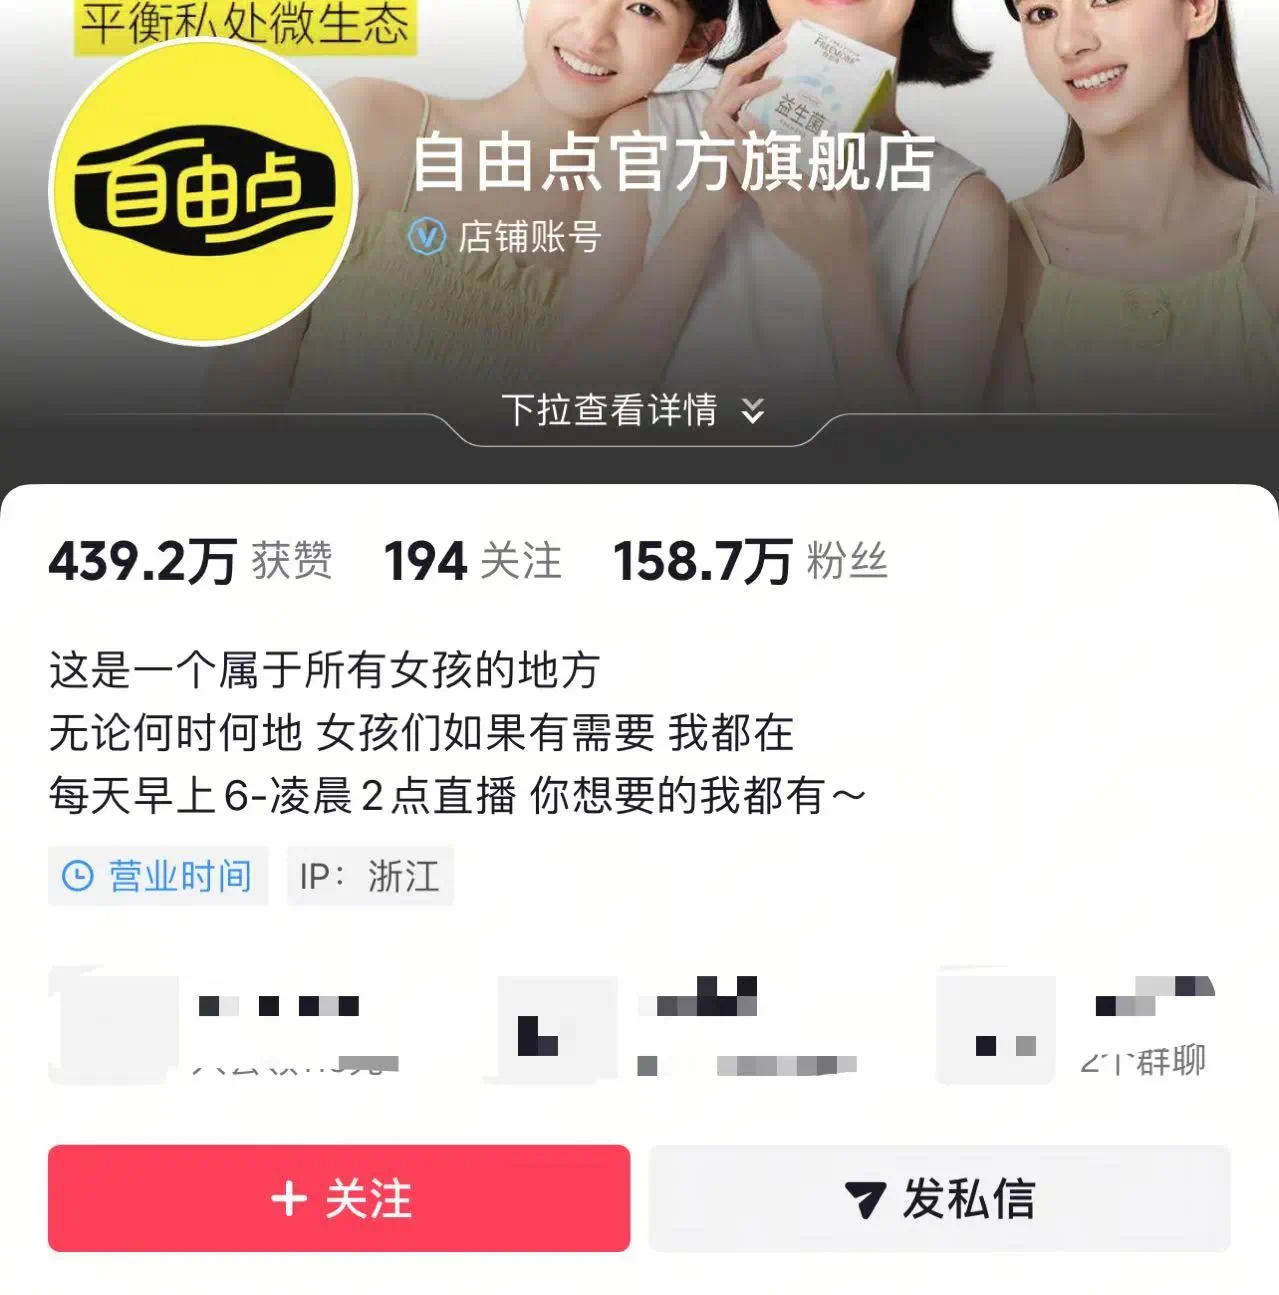 平衡私处微生态
FREEMORE
益生菌
自由点
自由点官方旗舰店
店铺账号
下拉查看详情
439.2万 获赞 194 关注 158.7万 粉丝
这是一个属于所有女孩的地方
无论何时何地 女孩们如果有需要 我都在
每天早上6-凌晨2点直播 你想要的我都有~
营业时间 IP： 浙江
2个群聊
+ 关注 发私信